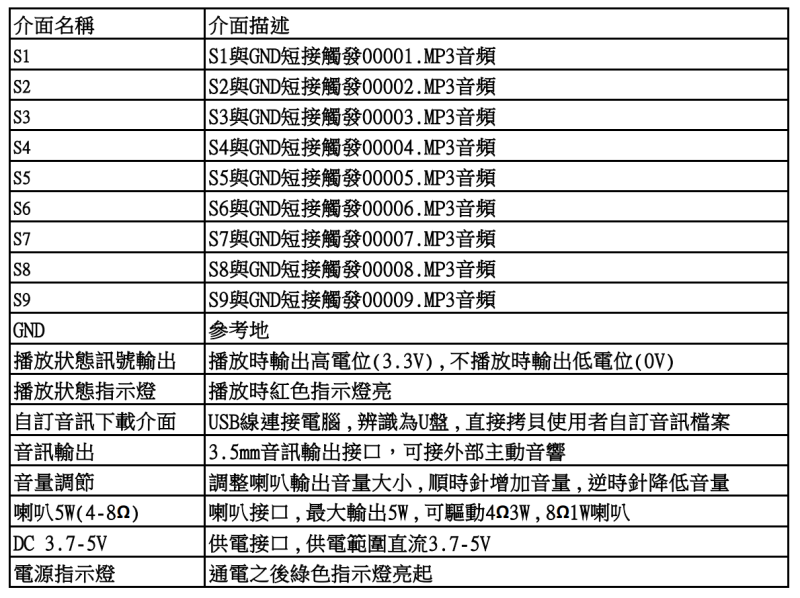 介面名稱 介面描述
S1 S1與GND短接觸發00001.MP3音頻
S2 S2與GND短接觸發00002.MP3音頻
S3 S3與GND短接觸發00003.MP3音頻
S4 S4與GND短接觸發00004.MP3音頻
S5 S5與GND短接觸發00005.MP3音頻
S6 S6與GND短接觸發00006.MP3音頻
S7 S7與GND短接觸發00007.MP3音頻
S8 S8與GND短接觸發00008.MP3音頻
S9 S9與GND短接觸發00009.MP3音頻
GND 參考地
播放狀態訊號輸出 播放時輸出高電位(3.3V),不播放時輸出低電位(0V)
播放狀態指示燈 播放時紅色指示燈亮
自訂音訊下載介面 USB線連接電腦,辨識為U盤,直接拷貝使用者自訂音訊檔案
音訊輸出 3.5mm音訊輸出接口，可接外部主動音響
音量調節 調整喇叭輸出音量大小,順時針增加音量,逆時針降低音量
喇叭5W(4-8Ω) 喇叭接口,最大輸出5W,可驅動4Ω3W,8Ω1W喇叭
DC 3.7-5V 供電接口,供電範圍直流3.7-5V
電源指示燈 通電之後綠色指示燈亮起